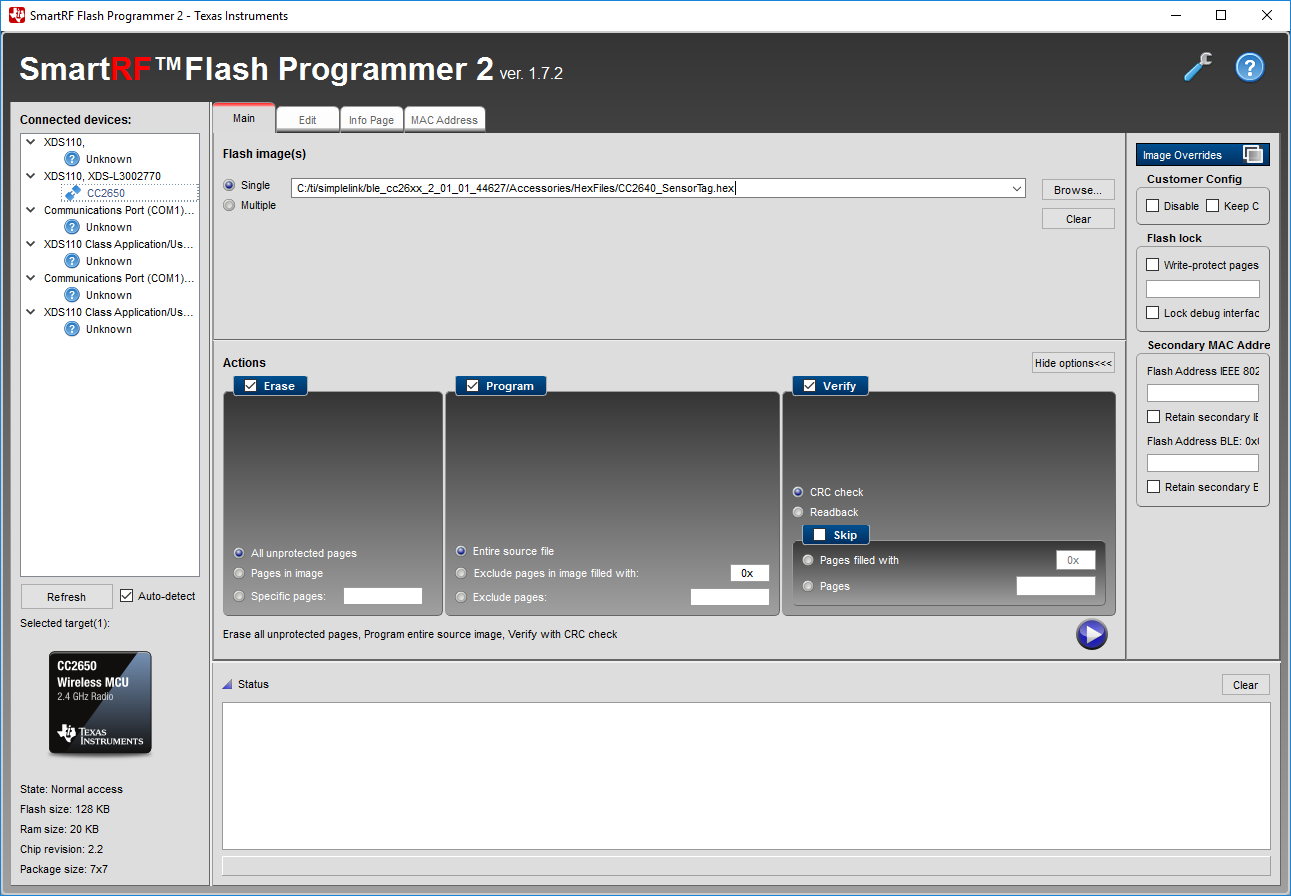 SmartRF Flash Programmer 2 - Texas Instruments
SmartRF™Flash Programmer 2 ver. 1.7.2
?
Connected devices:
XDS110,
? Unknown
XDS110, XDS-L3002770
CC2650
Communications Port (COM1)...
? Unknown
XDS110 Class Application/Us...
? Unknown
Communications Port (COM1)...
? Unknown
XDS110 Class Application/Us...
? Unknown
Refresh
Auto-detect
Selected target(1):
CC2650
Wireless MCU
2.4 GHz Radio
TEXAS
INSTRUMENTS
State: Normal access
Flash size: 128 KB
Ram size: 20 KB
Chip revision: 2.2
Package size: 7x7
Main
Edit
Info Page
MAC Address
Flash image(s)
Single
C:/ti/simplelink/ble_cc26xx_2_01_01_44627/Accessories/HexFiles/CC2640_SensorTag.hex
Browse...
Multiple
Clear
Actions
Hide options<<<
Erase
All unprotected pages
Pages in image
Specific pages:
Program
Entire source file
Exclude pages in image filled with:
0x
Exclude pages:
Verify
CRC check
Readback
Skip
Pages filled with
0x
Pages
Erase all unprotected pages, Program entire source image, Verify with CRC check
Image Overrides
Customer Config
Disable
Keep C
Flash lock
Write-protect pages
Lock debug interfac
Secondary MAC Addre
Flash Address IEEE 802
Retain secondary IE
Flash Address BLE: 0x0
Retain secondary B
Status
Clear